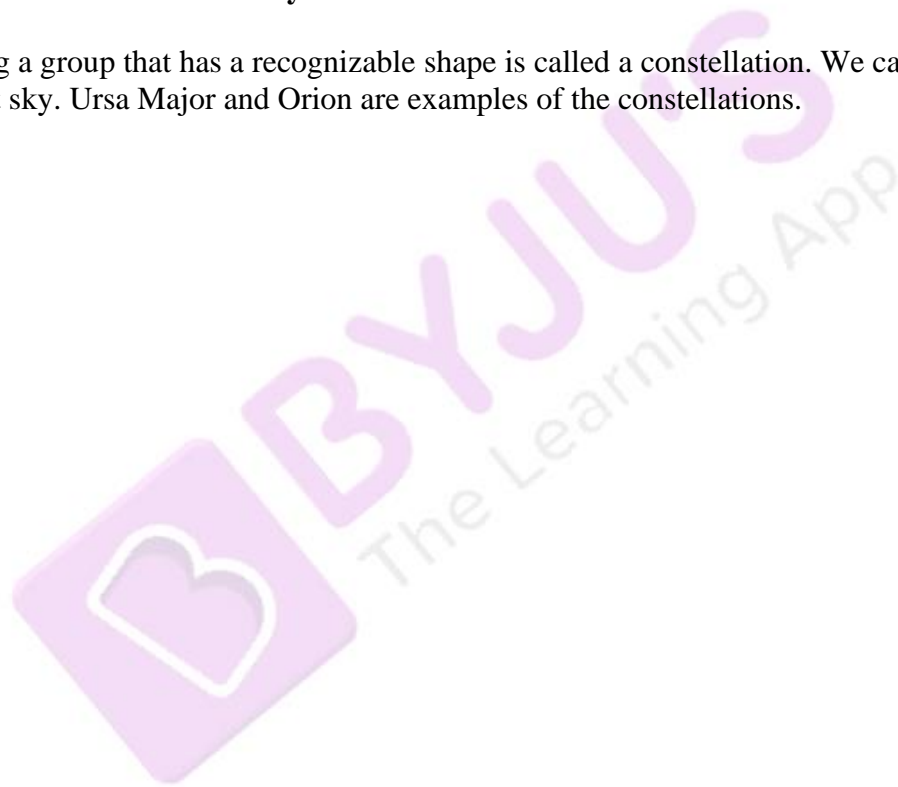 g a group that has a recognizable shape is called a constellation. We ca
sky. Ursa Major and Orion are examples of the constellations.
BYJU'S
The Learning App